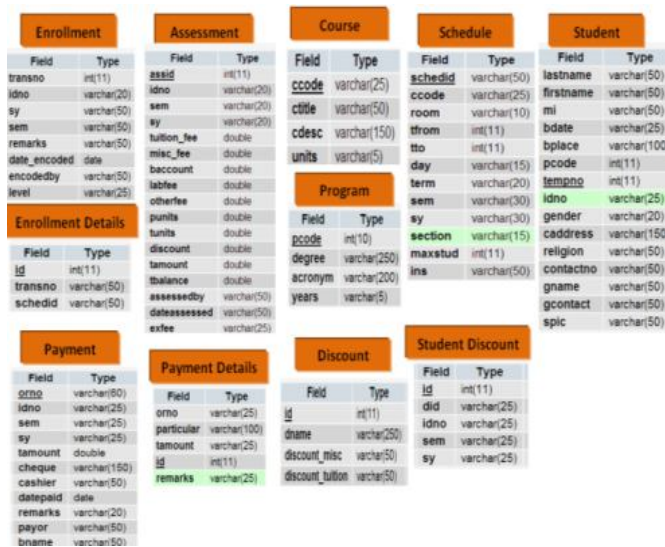 Enrollment
Field Type
transno int(11)
idno varchar(20)
sy varchar(50)
sem varchar(50)
remarks varchar(50)
date_encoded date
encodedby varchar(50)
level varchar(25)
Enrollment Details
Field Type
id int(11)
transno varchar(50)
schedid varchar(50)
Assessment
Field Type
assid int(11)
idno varchar(20)
sem varchar(20)
sy varchar(20)
tuition_fee double
misc_fee double
baccount double
labfee double
otherfee double
punits double
tunits double
discount double
tamount double
tbalance double
assessedby varchar(50)
dateassessed varchar(50)
exfee varchar(25)
Course
Field Type
ccode varchar(25)
ctitle varchar(50)
cdesc varchar(150)
units varchar(5)
Program
Field Type
pcode int(10)
degree varchar(250)
acronym varchar(200)
years varchar(5)
Schedule
Field Type
schedid varchar(50)
ccode varchar(25)
room varchar(10)
tfrom int(11)
tto int(11)
day varchar(15)
term varchar(20)
sem varchar(30)
sy varchar(30)
section varchar(15)
maxstud int(11)
ins varchar(50)
Student
Field Type
lastname varchar(50)
firstname varchar(50)
mi varchar(50)
bdate varchar(25)
bplace varchar(100
pcode int(11)
tempno int(11)
idno varchar(25)
gender varchar(20)
caddress varchar(150
religion varchar(50)
contactno varchar(50)
gname varchar(50)
gcontact varchar(50)
spic varchar(50)
Payment
Field Type
orno varchar(60)
idno varchar(25)
sem varchar(25)
sy varchar(25)
tamount double
cheque varchar(150)
cashier varchar(50)
datepaid date
remarks varchar(20)
payor varchar(50)
bname varchar(50)
Payment Details
Field Type
orno varchar(25)
particular varchar(100)
tamount varchar(25)
id int(11)
remarks varchar(25)
Discount
Field Type
id int(11)
dname varchar(250)
discount_misc varchar(50)
discount_tuition varchar(50)
Student Discount
Field Type
id int(11)
did varchar(25)
idno varchar(25)
sem varchar(25)
sy varchar(25)